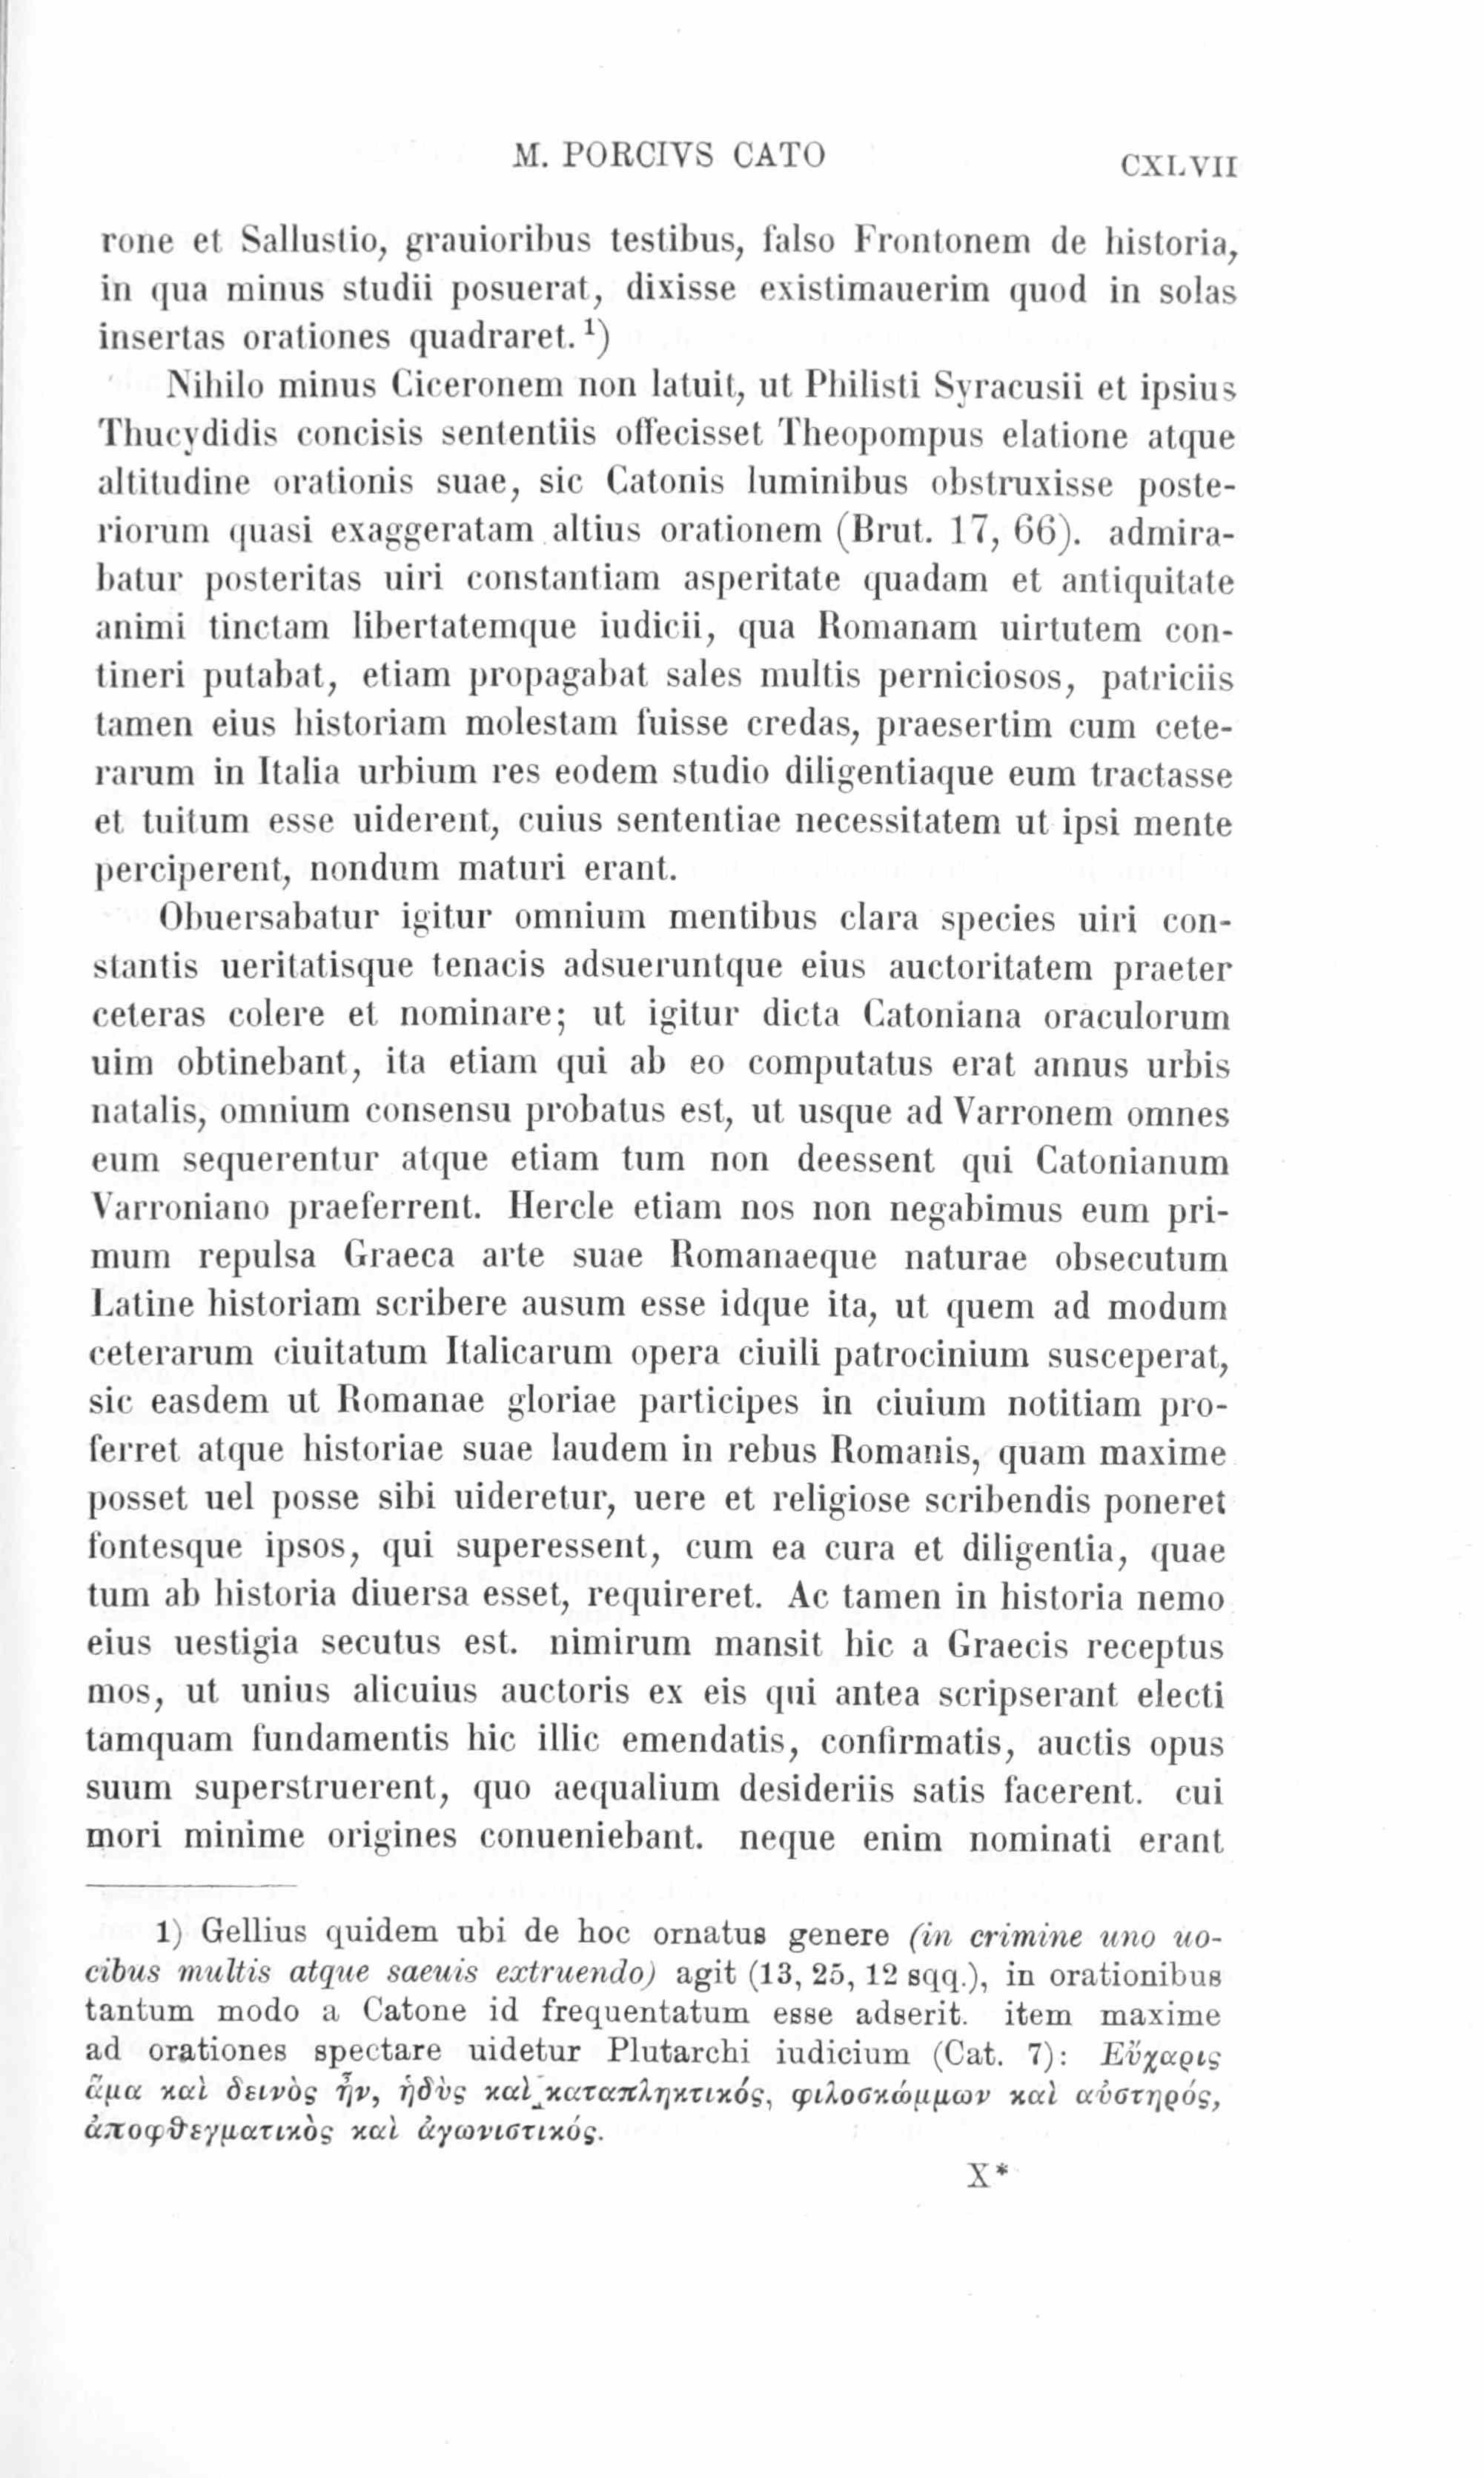 M. PORCIVS CATO CXLVII
rone et Sallustio, grauioribus testibus, falso Frontonem de historia,
in qua minus studii posuerat, dixisse existimauerim quod in solas
insertas orationes quadraret. ¹)
Nihilo minus Ciceronem non latuit, ut Philisti Syracusii et ipsius
Thucydidis concisis sententiis offecisset Theopompus elatione atque
altitudine orationis suae, sic Catonis luminibus obstruxisse poste-
riorum quasi exaggeratam altius orationem (Brut. 17, 66). admira-
batur posteritas uiri constantiam asperitate quadam et antiquitate
animi tinctam libertatemque iudicii, qua Romanam uirtutem con-
tineri putabat, etiam propagabat sales multis perniciosos, patriciis
tamen eius historiam molestam fuisse credas, praesertim cum cete-
rarum in Italia urbium res eodem studio diligentiaque eum tractasse
et tuitum esse uiderent, cuius sententiae necessitatem ut ipsi mente
perciperent, nondum maturi erant.
Obuersabatur igitur omnium mentibus clara species uiri con-
stantis ueritatisque tenacis adsueruntque eius auctoritatem praeter
ceteras colere et nominare; ut igitur dicta Catoniana oraculorum
uim obtinebant, ita etiam qui ab eo computatus erat annus urbis
natalis, omnium consensu probatus est, ut usque ad Varronem omnes
eum sequerentur atque etiam tum non deessent qui Catonianum
Varroniano praeferrent. Hercle etiam nos non negabimus eum pri-
mum repulsa Graeca arte suae Romanaeque naturae obsecutum
Latine historiam scribere ausum esse idque ita, ut quem ad modum
ceterarum ciuitatum Italicarum opera ciuili patrocinium susceperat,
sic easdem ut Romanae gloriae participes in ciuium notitiam pro-
ferret atque historiae suae laudem in rebus Romanis, quam maxime
posset uel posse sibi uideretur, uere et religiose scribendis poneret
fontesque ipsos, qui superessent, cum ea cura et diligentia, quae
tum ab historia diuersa esset, requireret. Ac tamen in historia nemo
eius uestigia secutus est. nimirum mansit hic a Graecis receptus
mos, ut unius alicuius auctoris ex eis qui antea scripserant electi
tamquam fundamentis hic illic emendatis, confirmatis, auctis opus
suum superstruerent, quo aequalium desideriis satis facerent. cui
mori minime origines conueniebant. neque enim nominati erant
1) Gellius quidem ubi de hoc ornatus genere (in crimine uno uo-
cibus multis atque saeuis extruendo) agit (13, 25, 12 sqq.), in orationibus
tantum modo a Catone id frequentatum esse adserit. item maxime
ad orationes spectare uidetur Plutarchi iudicium (Cat. 7): Εὔχαρις
ἅμα καὶ δεινὸς ἦν, ἡδὺς καὶ καταπληκτικός, φιλοσκώμμων καὶ αὐστηρός,
ἀποφθεγματικὸς καὶ ἀγωνιστικός.
X*